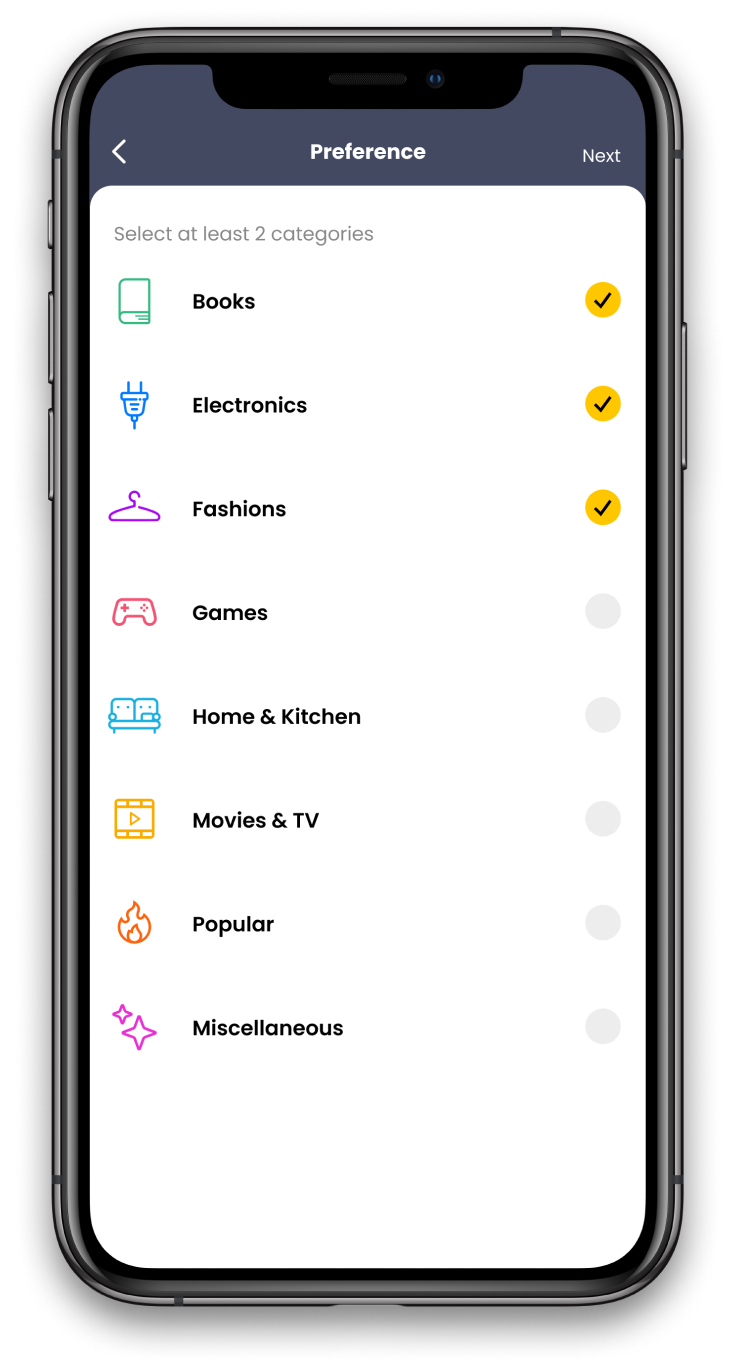 Preference
Next
Select at least 2 categories
Books
Electronics
Fashions
Games
Home & Kitchen
Movies & TV
Popular
Miscellaneous